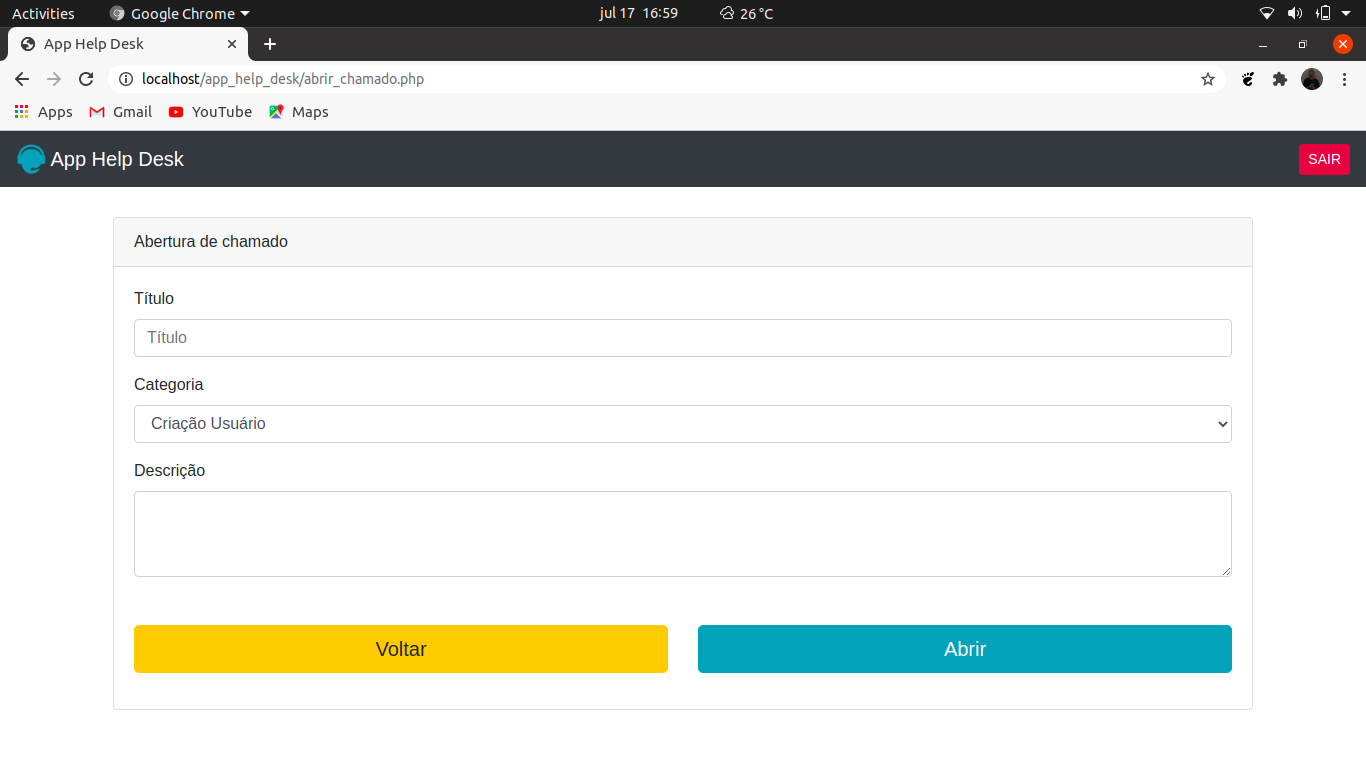 Activities Google Chrome jul 17 16:59 26 °C
App Help Desk
localhost/app_help_desk/abrir_chamado.php
Apps Gmail YouTube Maps
App Help Desk SAIR
Abertura de chamado
Título
Título
Categoria
Criação Usuário
Descrição
Voltar Abrir